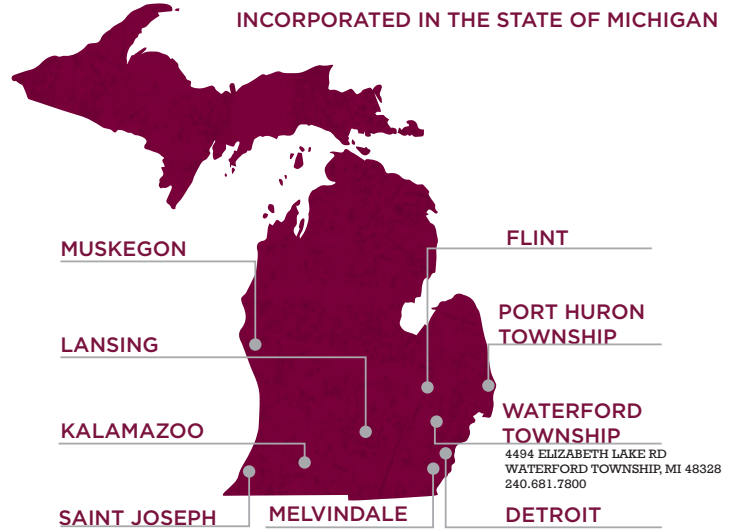 INCORPORATED IN THE STATE OF MICHIGAN
MUSKEGON
FLINT
PORT HURON
TOWNSHIP
LANSING
KALAMAZOO
WATERFORD
TOWNSHIP
4494 ELIZABETH LAKE RD
WATERFORD TOWNSHIP, MI 48328
240.681.7800
SAINT JOSEPH
MELVINDALE
DETROIT